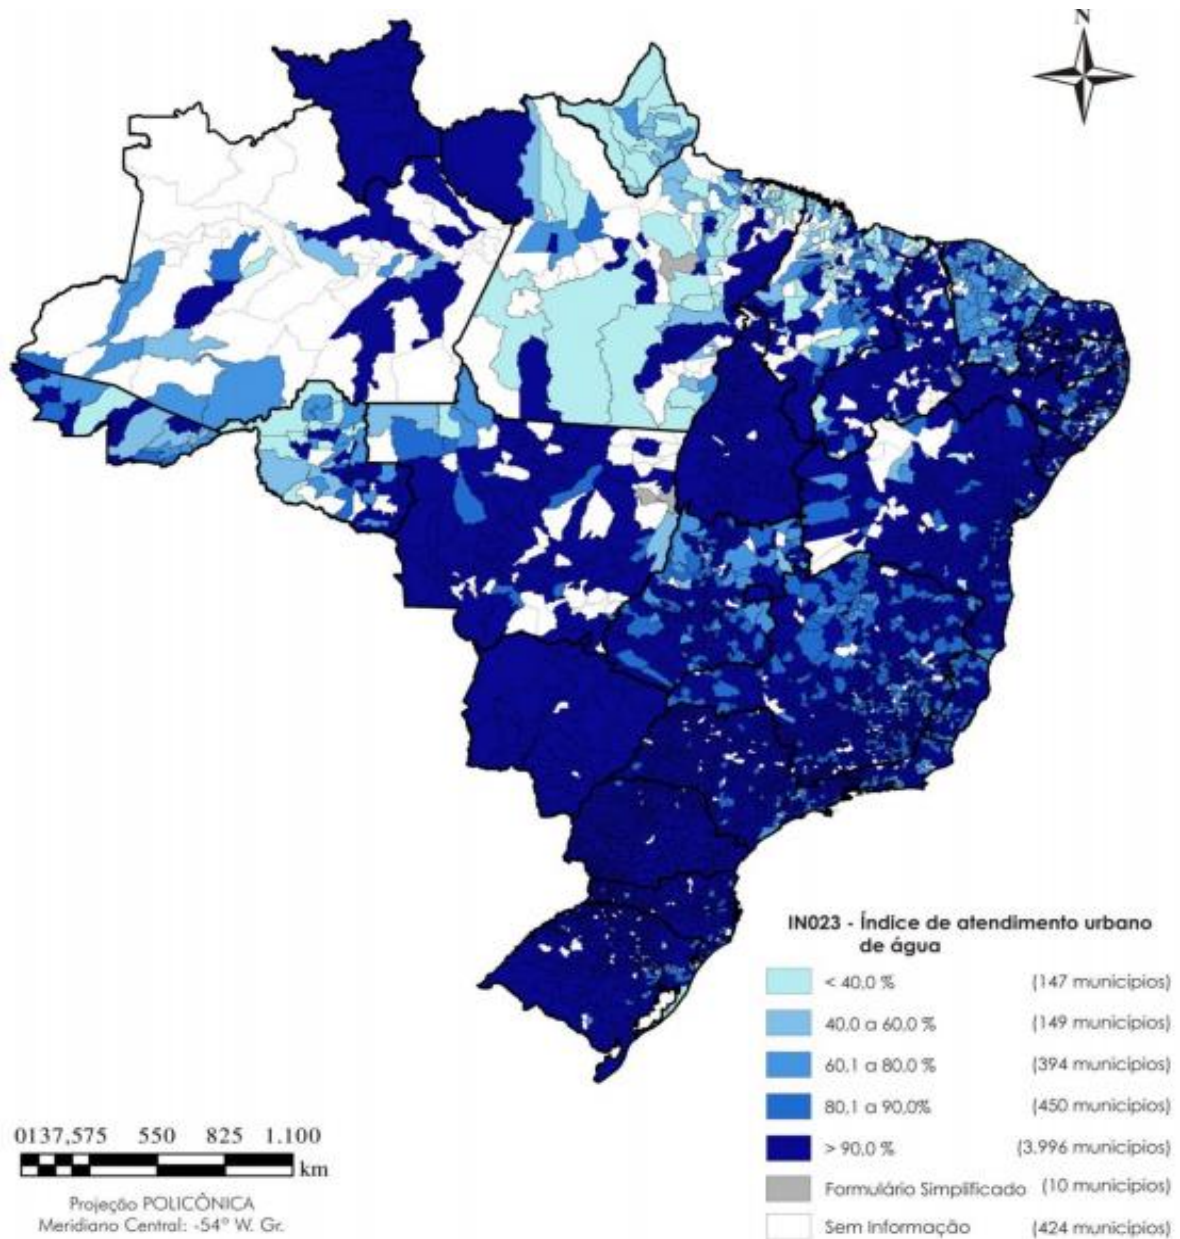 N
IN023 - Índice de atendimento urbano
de água
< 40,0 % (147 municípios)
40,0 a 60,0 % (149 municípios)
60,1 a 80,0 % (394 municípios)
80,1 a 90,0% (450 municípios)
> 90,0 % (3.996 municípios)
Formulário Simplificado (10 municípios)
Sem Informação (424 municípios)
0137,575 550 825 1.100
km
Projeção POLICÔNICA
Meridiano Central: -54° W. Gr.